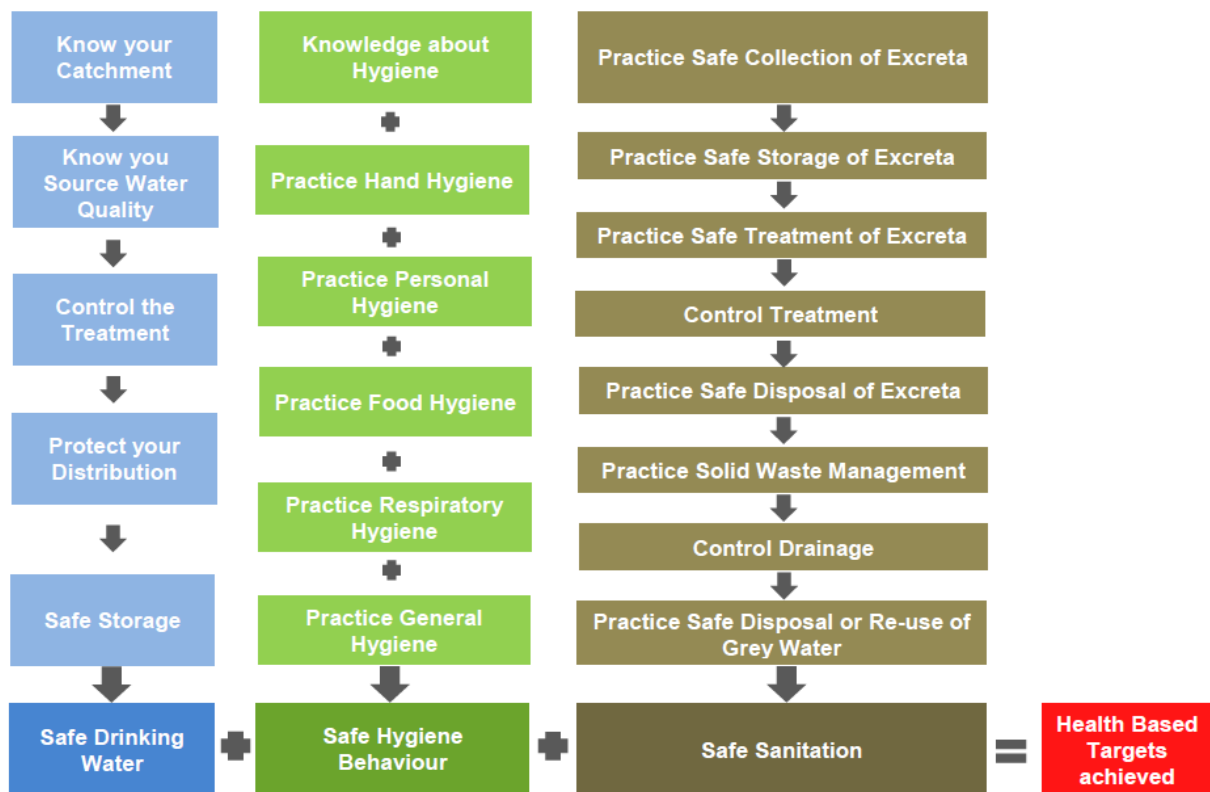 Know your
Catchment
Know you
Source Water
Quality
Control the
Treatment
Protect your
Distribution
Safe Storage
Safe Drinking
Water
Knowledge about
Hygiene
Practice Hand Hygiene
Practice Personal
Hygiene
Practice Food Hygiene
Practice Respiratory
Hygiene
Practice General
Hygiene
Safe Hygiene
Behaviour
Practice Safe Collection of Excreta
Practice Safe Storage of Excreta
Practice Safe Treatment of Excreta
Control Treatment
Practice Safe Disposal of Excreta
Practice Solid Waste Management
Control Drainage
Practice Safe Disposal or Re-use of
Grey Water
Safe Sanitation
Health Based
Targets
achieved